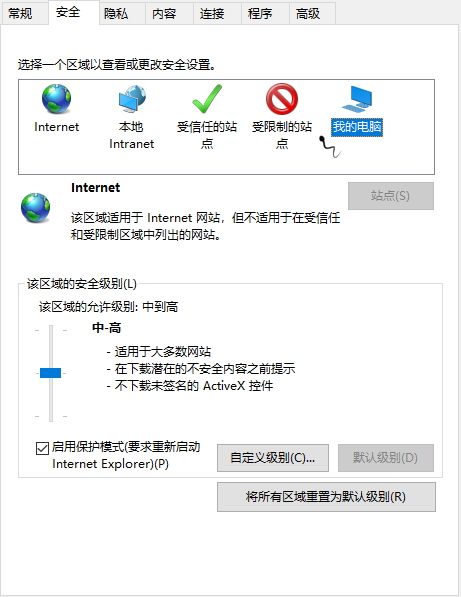 常规 安全 隐私 内容 连接 程序 高级
选择一个区域以查看或更改安全设置。
Internet 本地 受信任的站 受限制的站 我的电脑
Intranet 点 点
Internet
站点(S)
该区域适用于 Internet 网站，但不适用于在受信任
和受限制区域中列出的网站。
该区域的安全级别(L)
该区域的允许级别: 中到高
中-高
- 适用于大多数网站
- 在下载潜在的不安全内容之前提示
- 不下载未签名的 ActiveX 控件
启用保护模式(要求重新启动
Internet Explorer)(P)
自定义级别(C)... 默认级别(D)
将所有区域重置为默认级别(R)